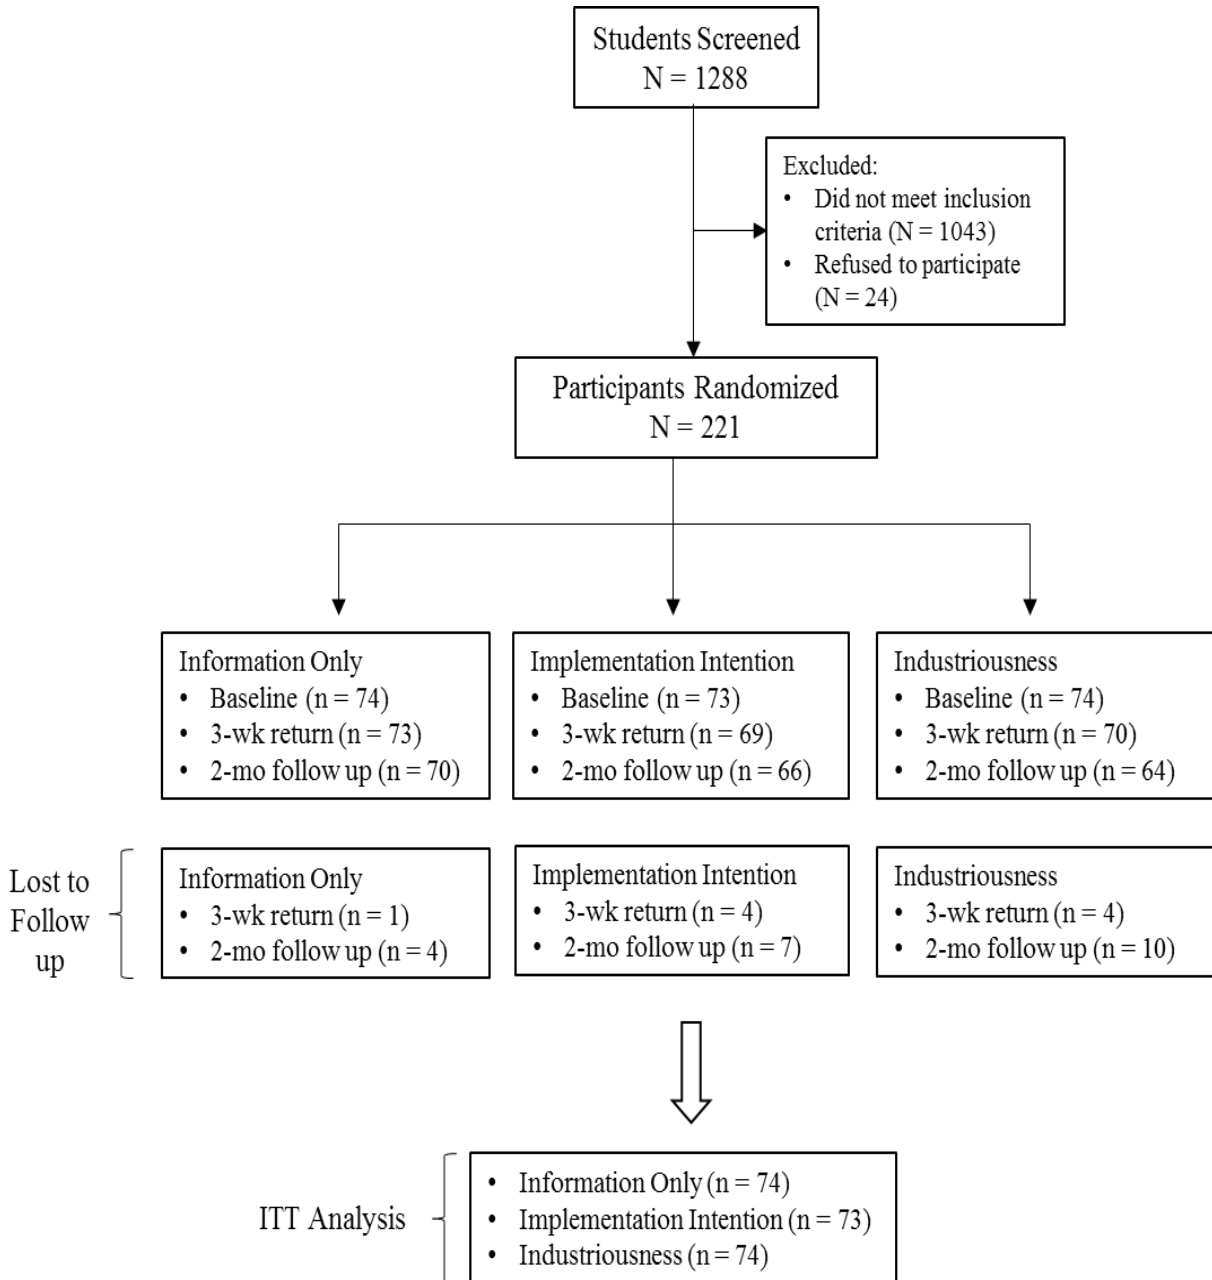 Students Screened
N = 1288
Excluded:
• Did not meet inclusion
criteria (N = 1043)
• Refused to participate
(N = 24)
Participants Randomized
N = 221
Information Only
• Baseline (n = 74)
• 3-wk return (n = 73)
• 2-mo follow up (n = 70)
Implementation Intention
• Baseline (n = 73)
• 3-wk return (n = 69)
• 2-mo follow up (n = 66)
Industriousness
• Baseline (n = 74)
• 3-wk return (n = 70)
• 2-mo follow up (n = 64)
Lost to
Follow
up
Information Only
• 3-wk return (n = 1)
• 2-mo follow up (n = 4)
Implementation Intention
• 3-wk return (n = 4)
• 2-mo follow up (n = 7)
Industriousness
• 3-wk return (n = 4)
• 2-mo follow up (n = 10)
ITT Analysis
• Information Only (n = 74)
• Implementation Intention (n = 73)
• Industriousness (n = 74)